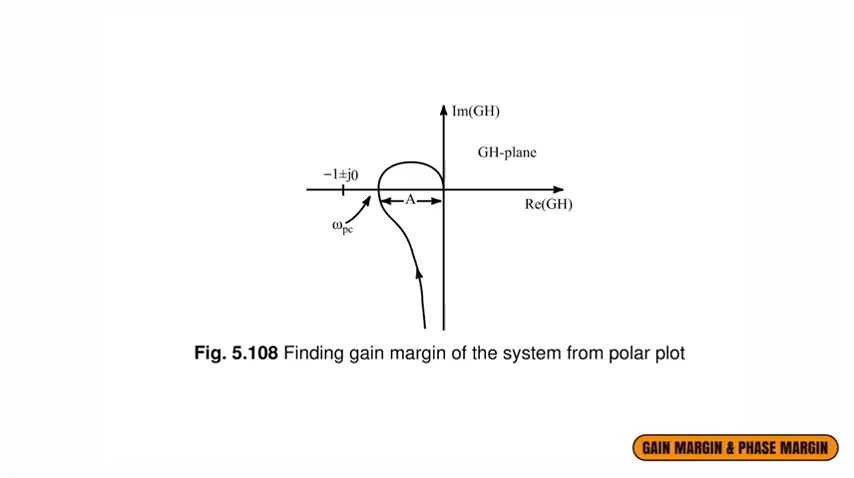 Im(GH)
GH-plane
−1±j0
A
Re(GH)
ωpc
Fig. 5.108 Finding gain margin of the system from polar plot
GAIN MARGIN & PHASE MARGIN